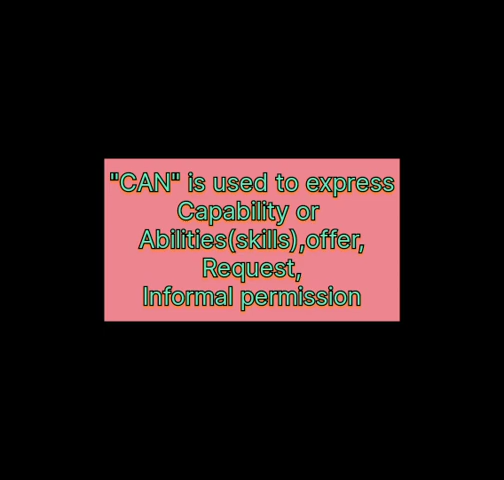 "CAN" is used to express
Capability or
Abilities(skills),offer,
Request,
Informal permission